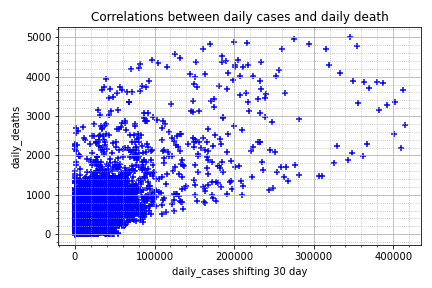 Correlations between daily cases and daily death
5000
4000
3000
2000
1000
0
daily_deaths
0 100000 200000 300000 400000
daily_cases shifting 30 day